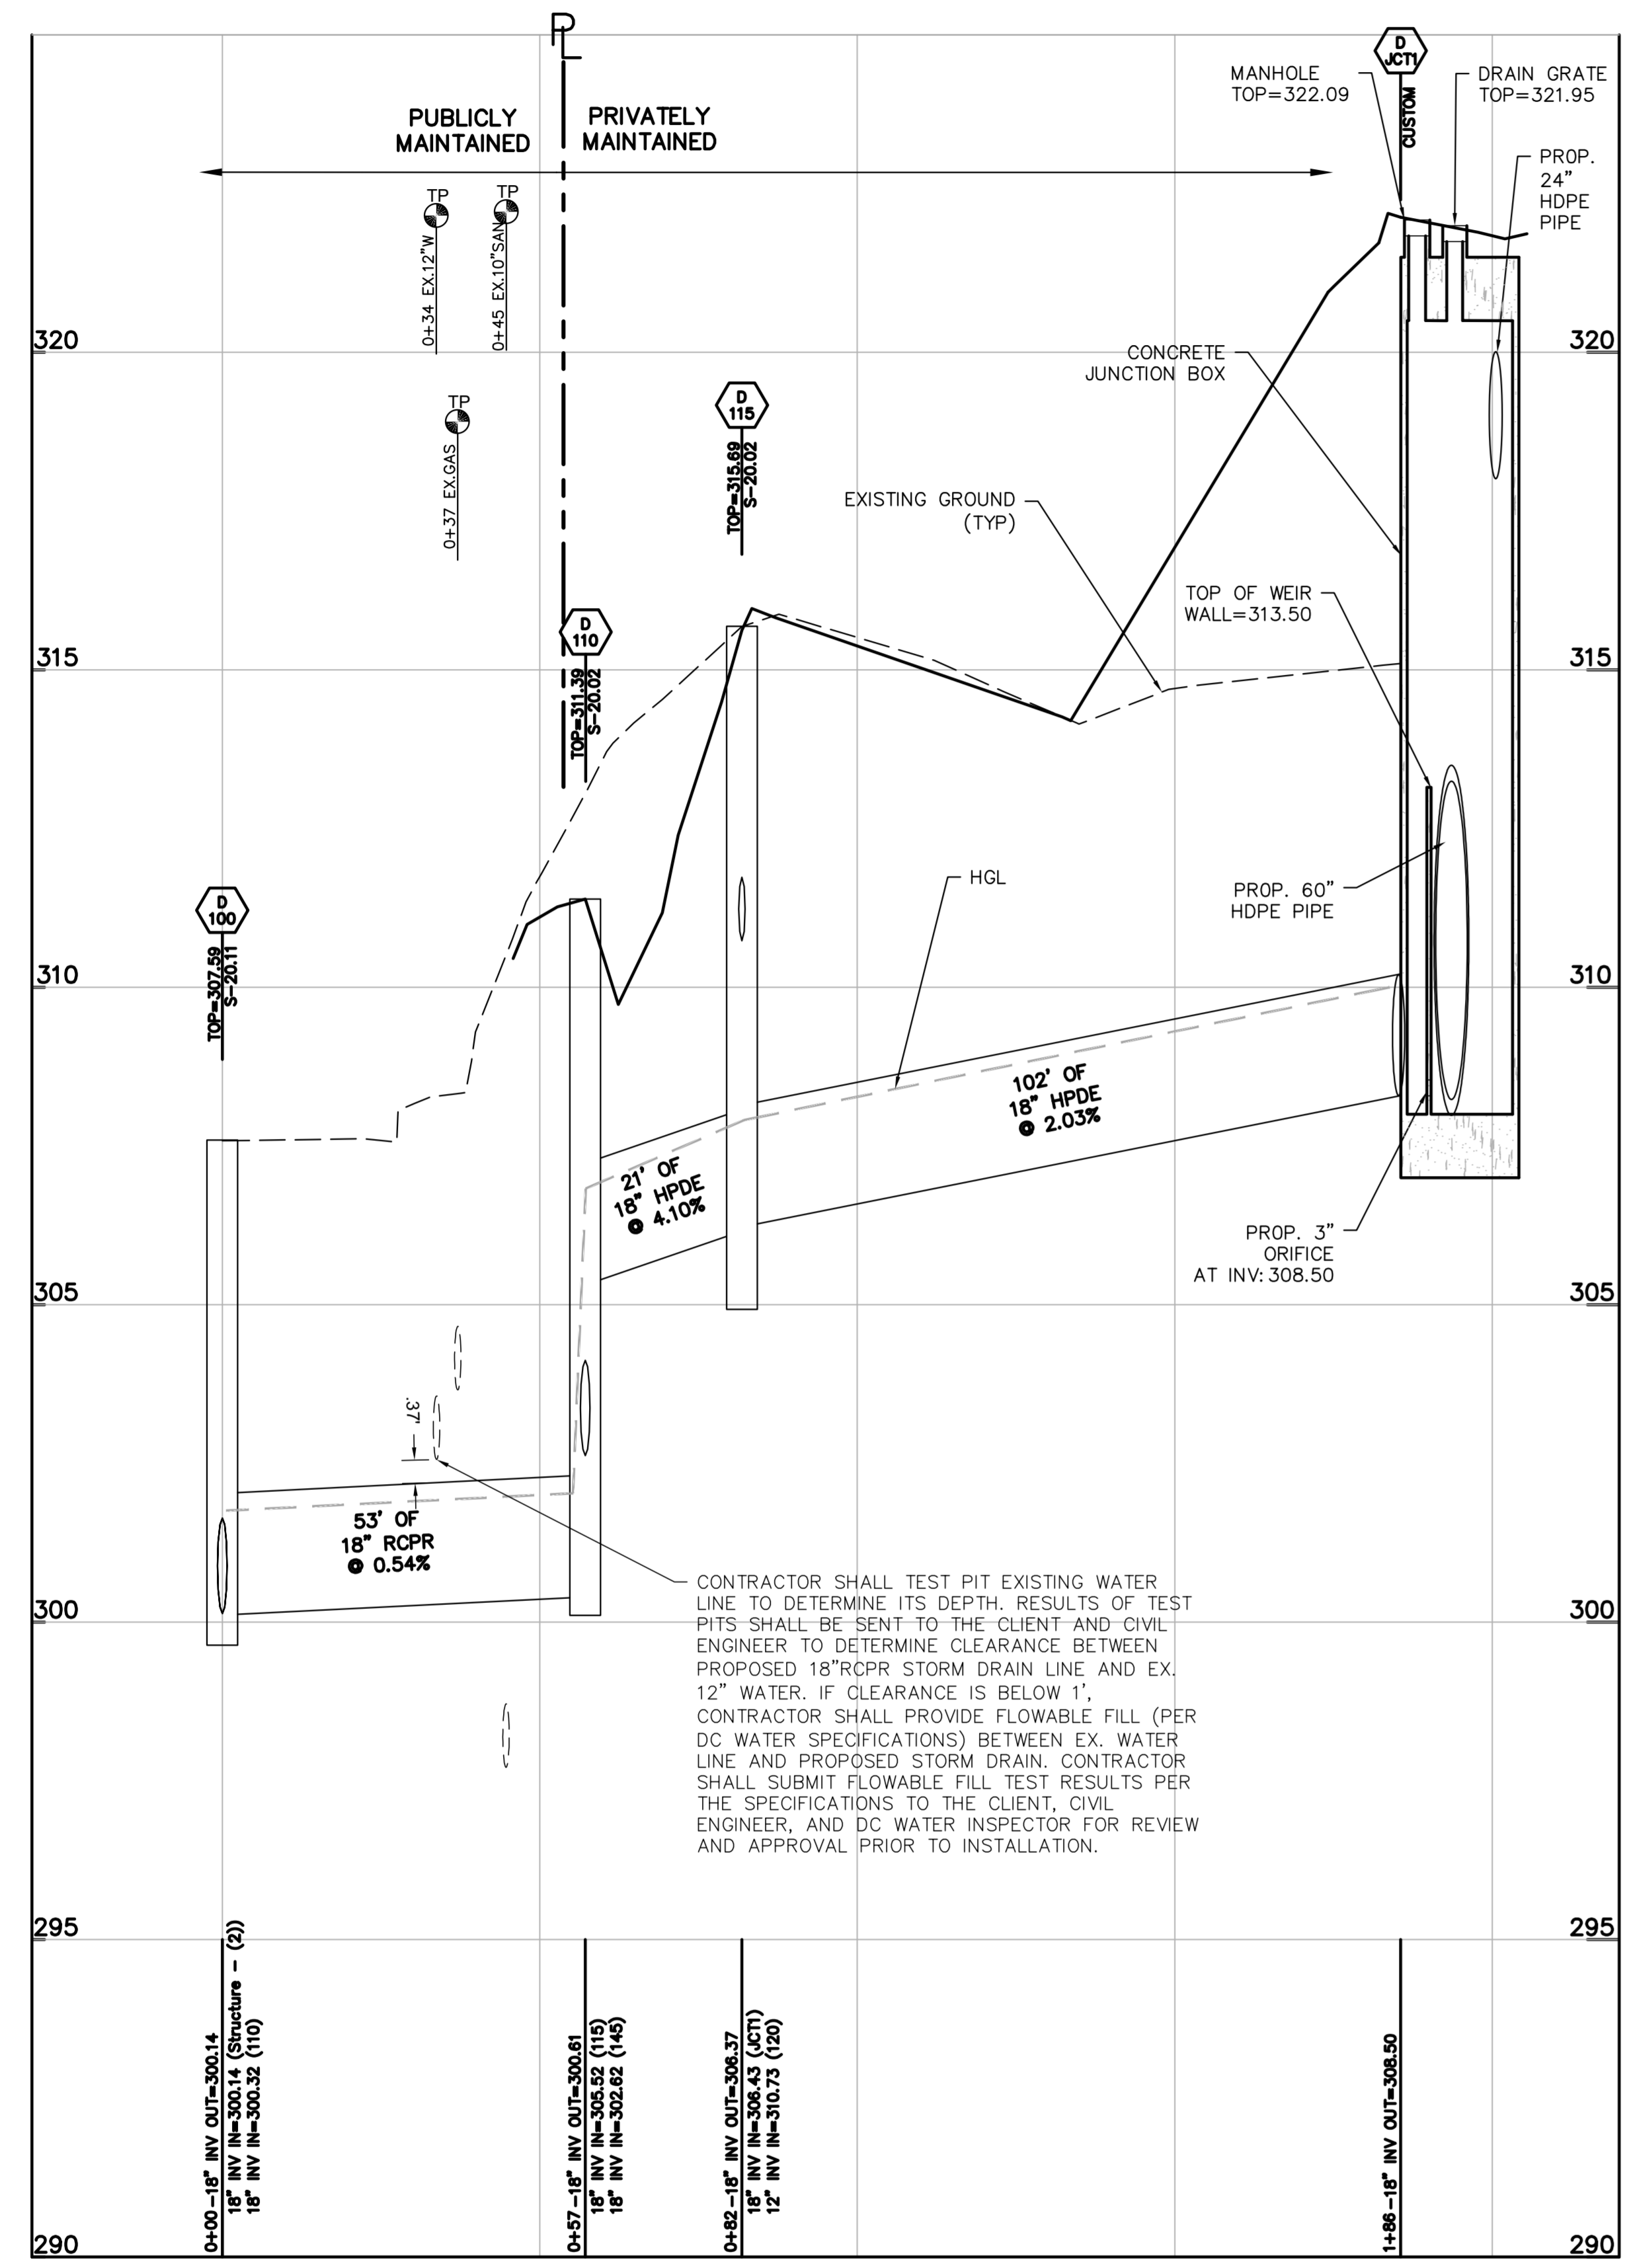 PL
PUBLICLY
MAINTAINED
PRIVATELY
MAINTAINED
D
JCT1
CUSTOM
MANHOLE
TOP=322.09
DRAIN GRATE
TOP=321.95
PROP.
24"
HDPE
PIPE
TP
0+34 EX.12"W
TP
0+45 EX.10"SAN
TP
0+37 EX.GAS
320
320
CONCRETE
JUNCTION BOX
D
115
TOP=315.69
S-20.02
EXISTING GROUND
(TYP)
TOP OF WEIR
WALL=313.50
D
110
TOP=311.39
S-20.02
315
315
HGL
PROP. 60"
HDPE PIPE
D
100
TOP=307.59
S-20.11
310
310
102' OF
18" HPDE
@ 2.03%
21' OF
18" HPDE
@ 4.10%
PROP. 3"
ORIFICE
AT INV: 308.50
305
305
.37'
53' OF
18" RCPR
@ 0.54%
CONTRACTOR SHALL TEST PIT EXISTING WATER
LINE TO DETERMINE ITS DEPTH. RESULTS OF TEST
PITS SHALL BE SENT TO THE CLIENT AND CIVIL
ENGINEER TO DETERMINE CLEARANCE BETWEEN
PROPOSED 18"RCPR STORM DRAIN LINE AND EX.
12" WATER. IF CLEARANCE IS BELOW 1',
CONTRACTOR SHALL PROVIDE FLOWABLE FILL (PER
DC WATER SPECIFICATIONS) BETWEEN EX. WATER
LINE AND PROPOSED STORM DRAIN. CONTRACTOR
SHALL SUBMIT FLOWABLE FILL TEST RESULTS PER
THE SPECIFICATIONS TO THE CLIENT, CIVIL
ENGINEER, AND DC WATER INSPECTOR FOR REVIEW
AND APPROVAL PRIOR TO INSTALLATION.
300
300
295
295
0+00-18" INV OUT=300.14
18" INV IN=300.14 (Structure - (2))
18" INV IN=300.32 (110)
0+57-18" INV OUT=300.61
18" INV IN=305.52 (115)
18" INV IN=302.62 (145)
0+82-18" INV OUT=306.37
18" INV IN=306.43 (JCT1)
12" INV IN=310.73 (120)
1+86-18" INV OUT=308.50
290
290